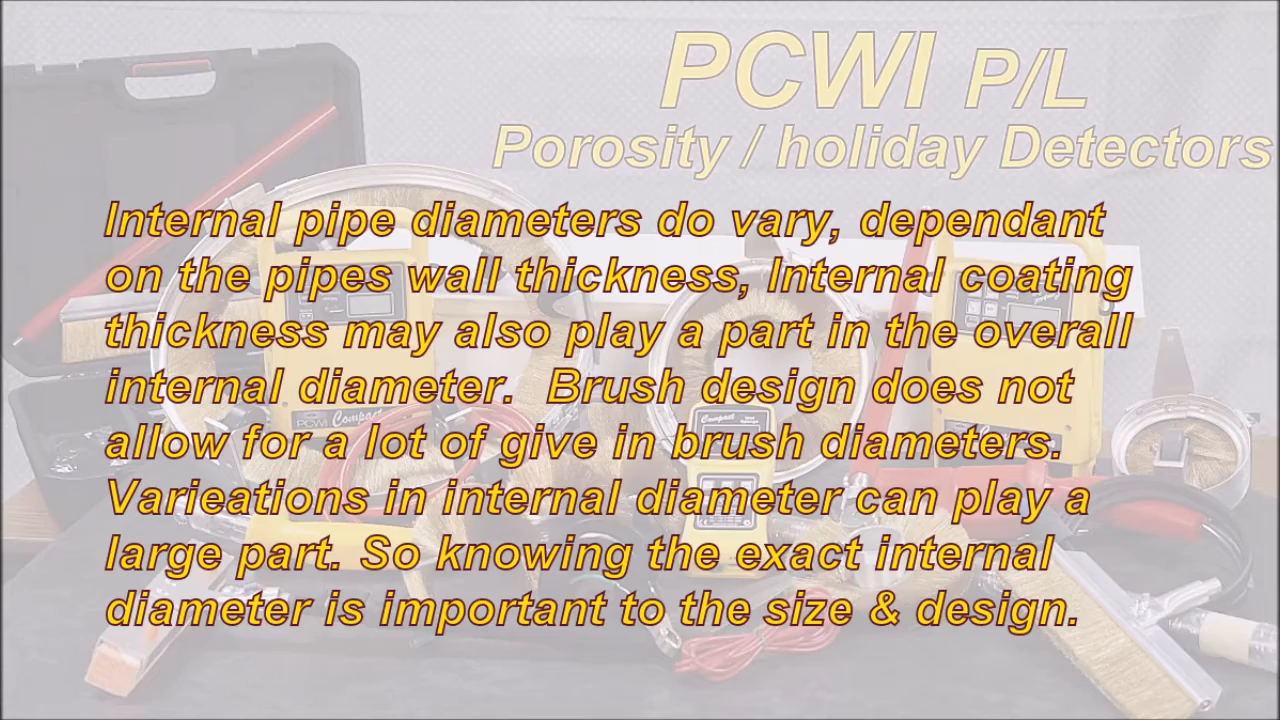 PCWI P/L
Porosity / holiday Detectors
Internal pipe diameters do vary, dependant
on the pipes wall thickness, Internal coating
thickness may also play a part in the overall
internal diameter.  Brush design does not
allow for a lot of give in brush diameters.
Varieations in internal diameter can play a
large part. So knowing the exact internal
diameter is important to the size & design.
PCWI Compact
Compact